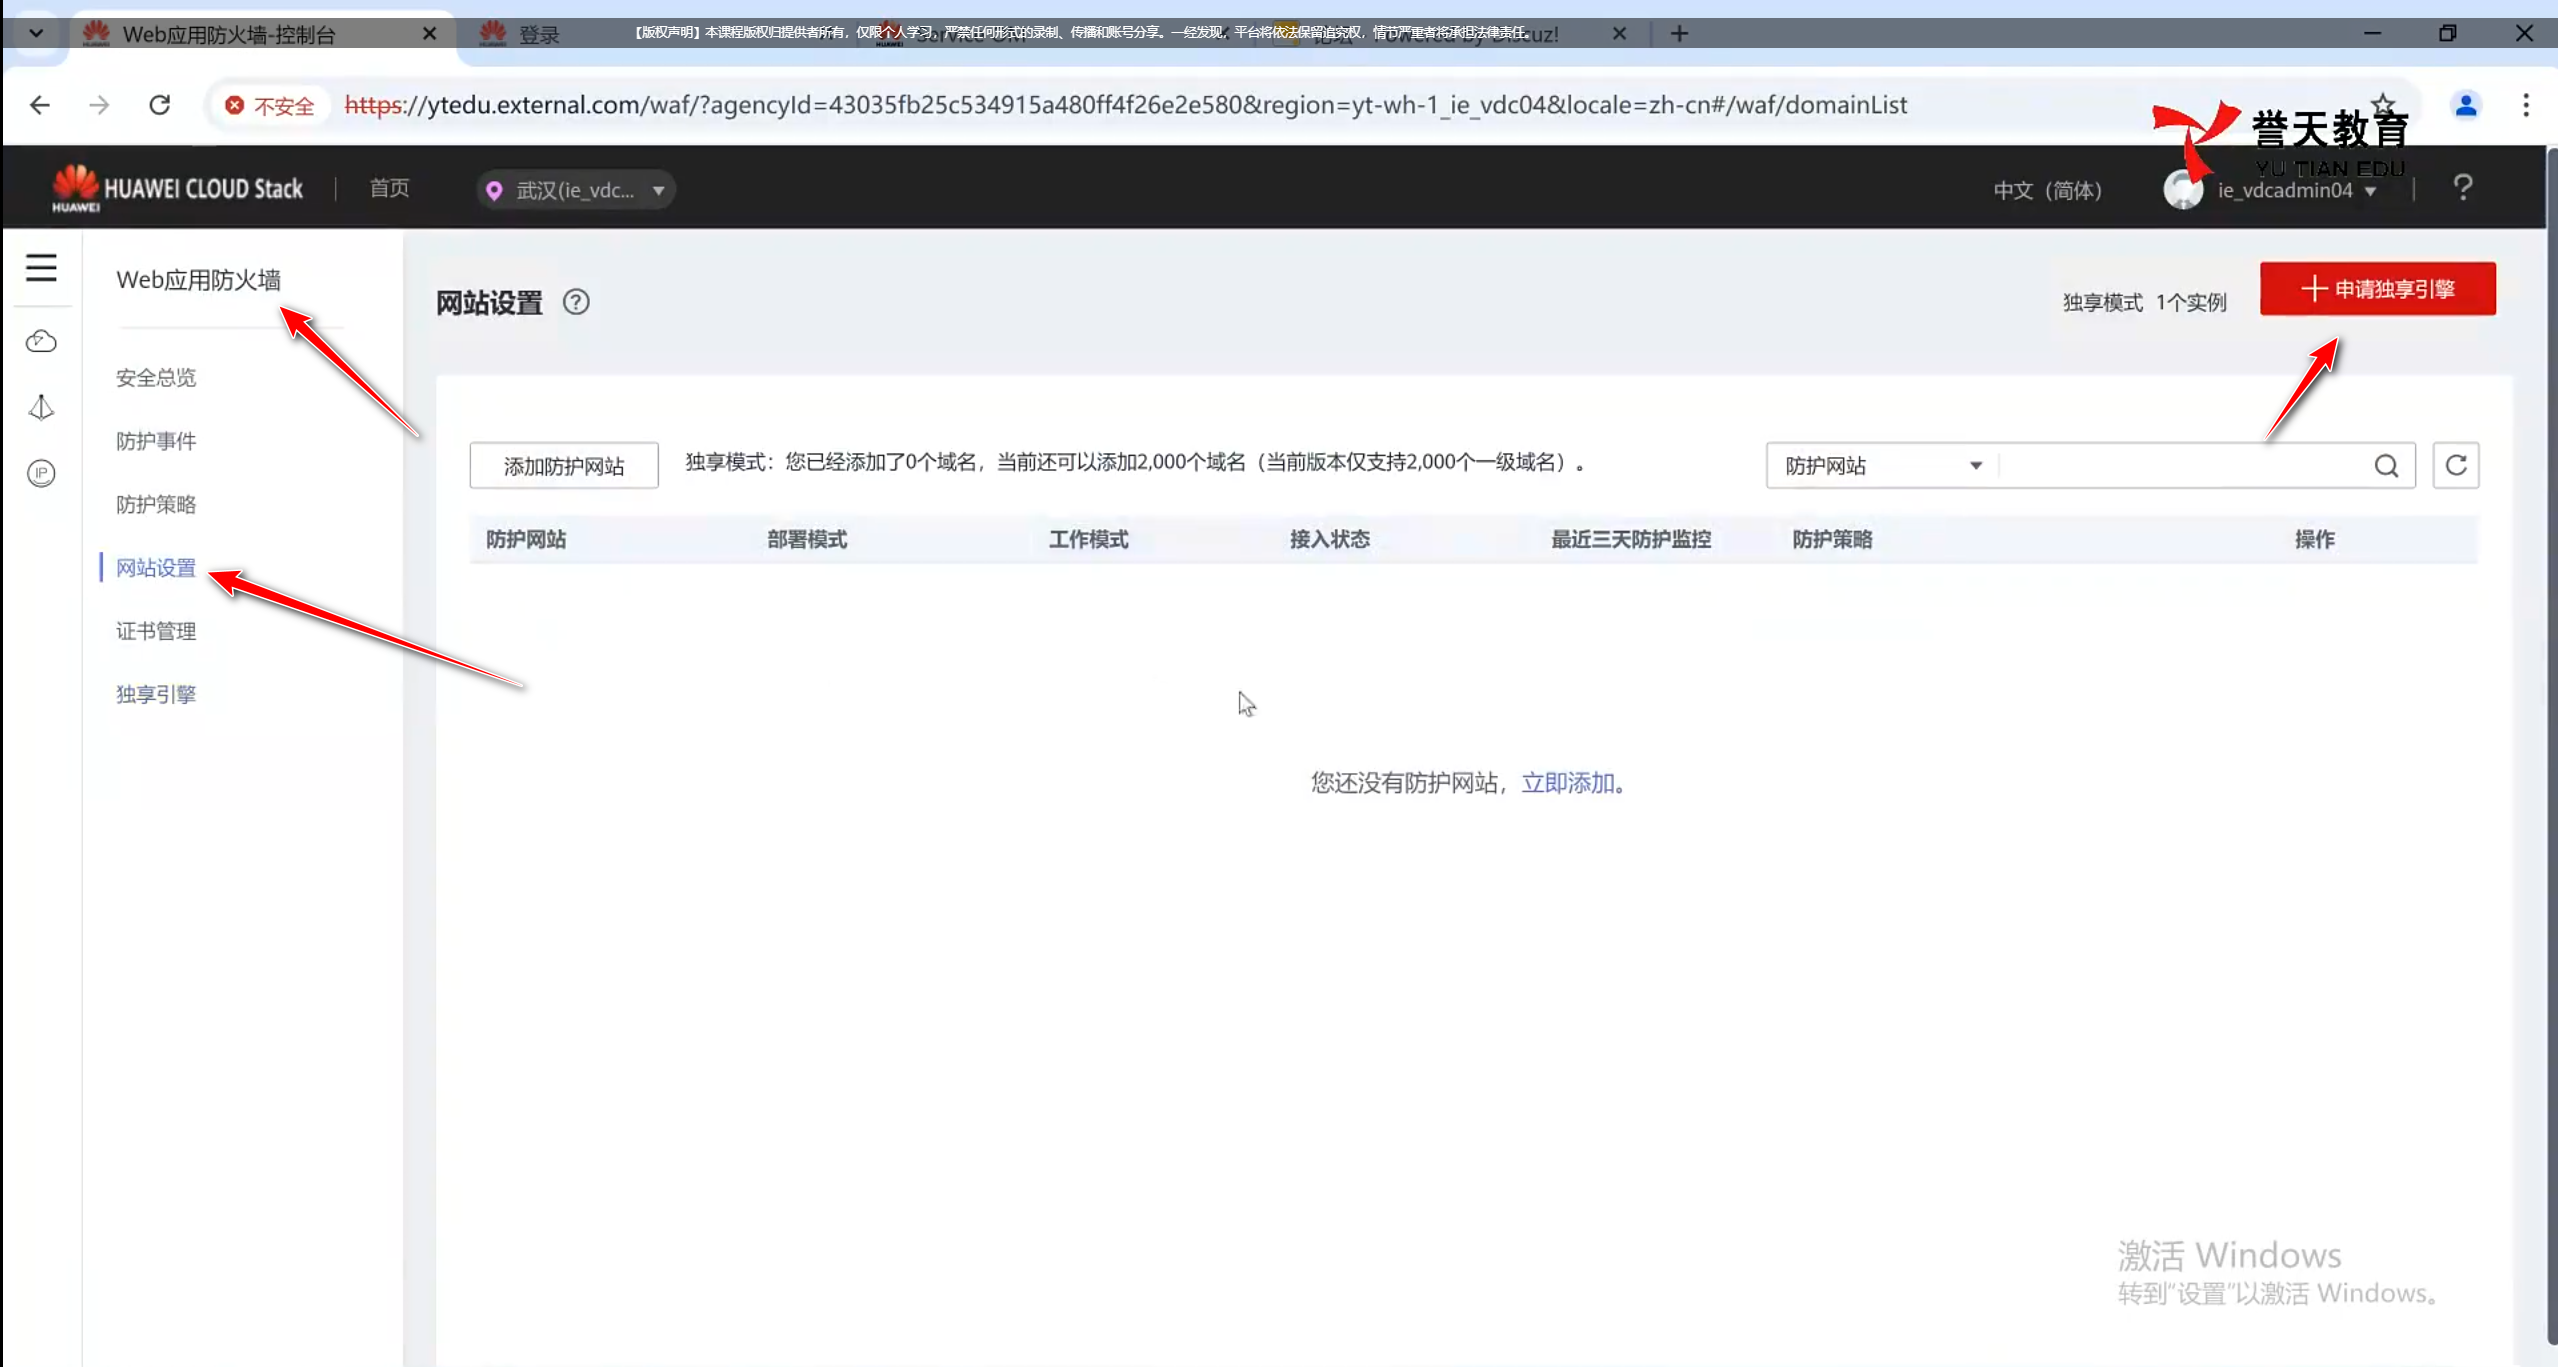 Web应用防火墙-控制台
登录
【版权声明】本课程版权归提供者所有，仅限个人学习，严禁任何形式的录制、传播和账号分享。一经发现，平台将依法保留追究权，情节严重者将承担法律责任。
不安全
https://ytedu.external.com/waf/?agencyId=43035fb25c534915a480ff4f26e2e580&region=yt-wh-1_ie_vdc04&locale=zh-cn#/waf/domainList
誉天教育
YU TIAN EDU
HUAWEI
HUAWEI CLOUD Stack
首页
武汉(ie_vdc...
中文（简体）
ie_vdcadmin04
Web应用防火墙
安全总览
防护事件
防护策略
网站设置
证书管理
独享引擎
IP
网站设置
独享模式 1个实例
申请独享引擎
添加防护网站
独享模式：您已经添加了0个域名，当前还可以添加2,000个域名（当前版本仅支持2,000个一级域名）。
防护网站
防护网站 部署模式 工作模式 接入状态 最近三天防护监控 防护策略 操作
您还没有防护网站，立即添加。
激活 Windows
转到"设置"以激活 Windows。